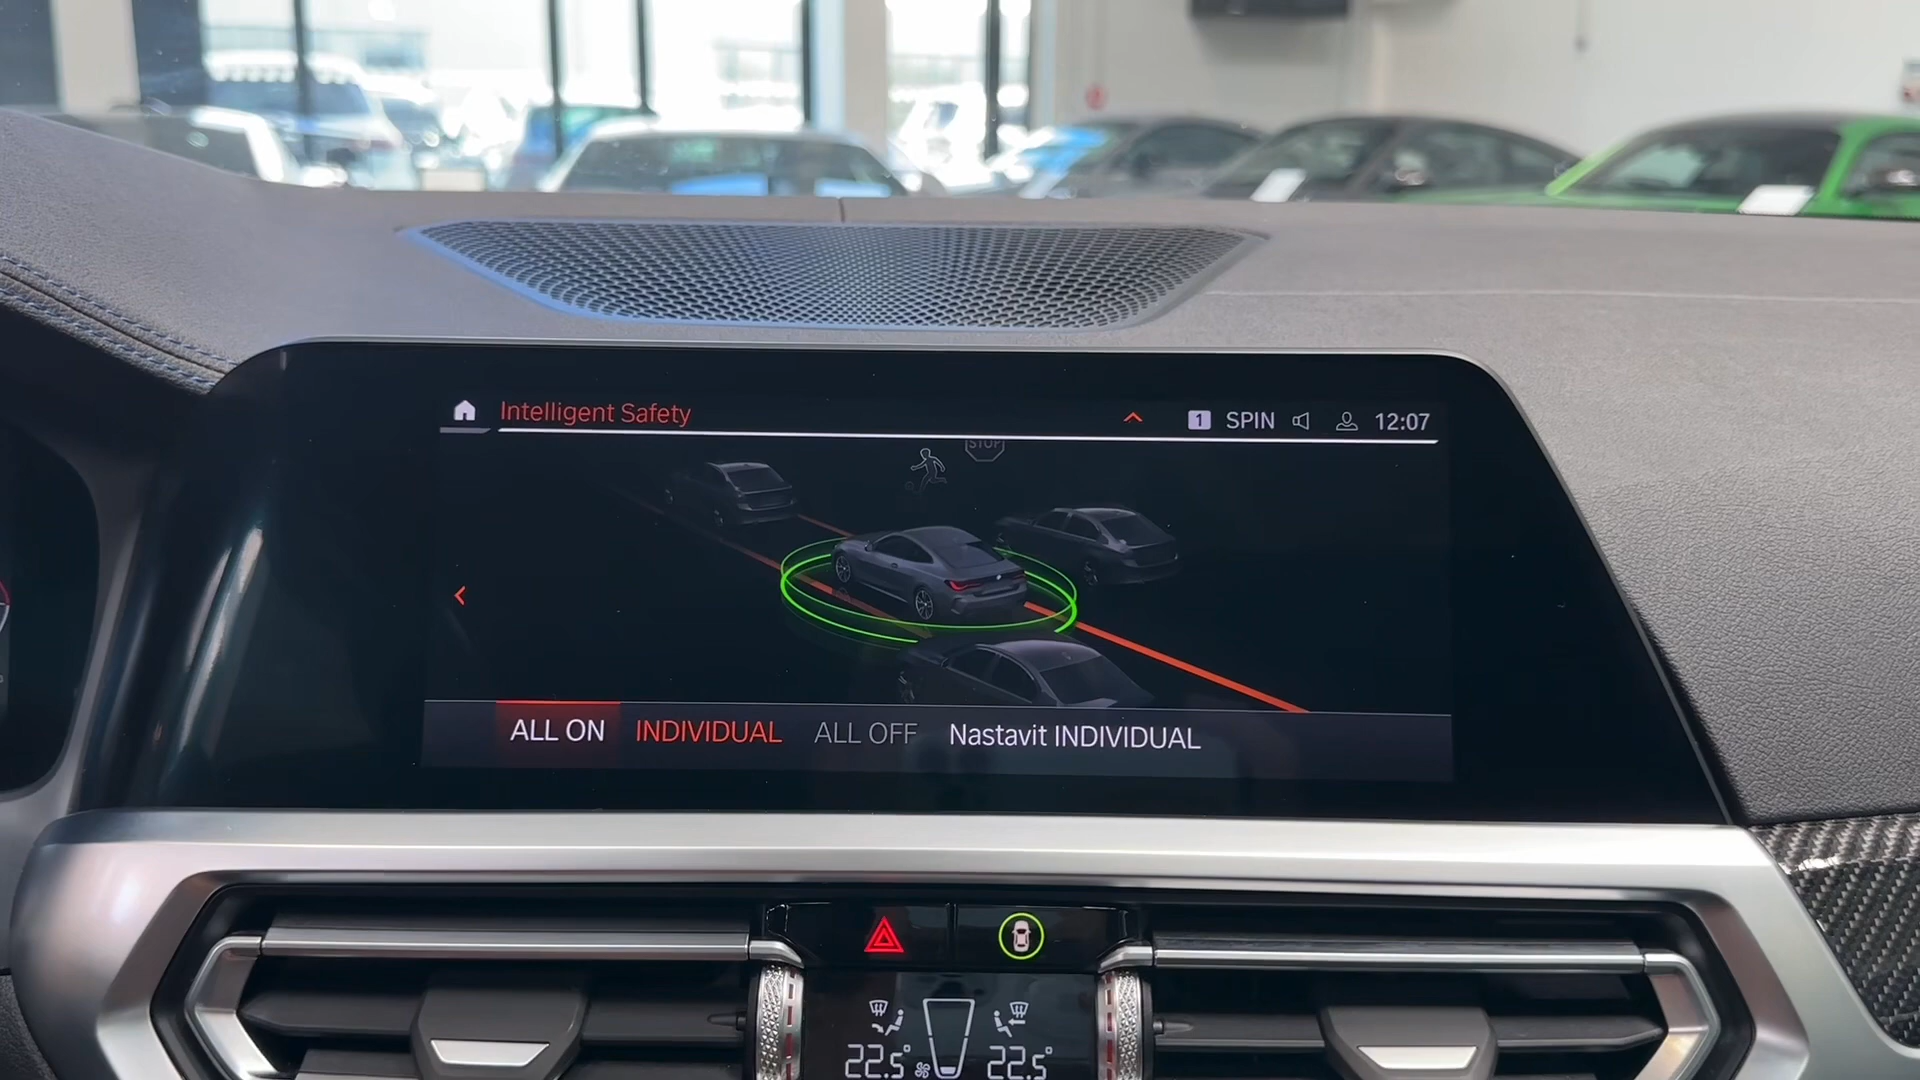 Intelligent Safety
1 SPIN 12:07
STOP
ALL ON INDIVIDUAL ALL OFF Nastavit INDIVIDUAL
22.5° 22.5°